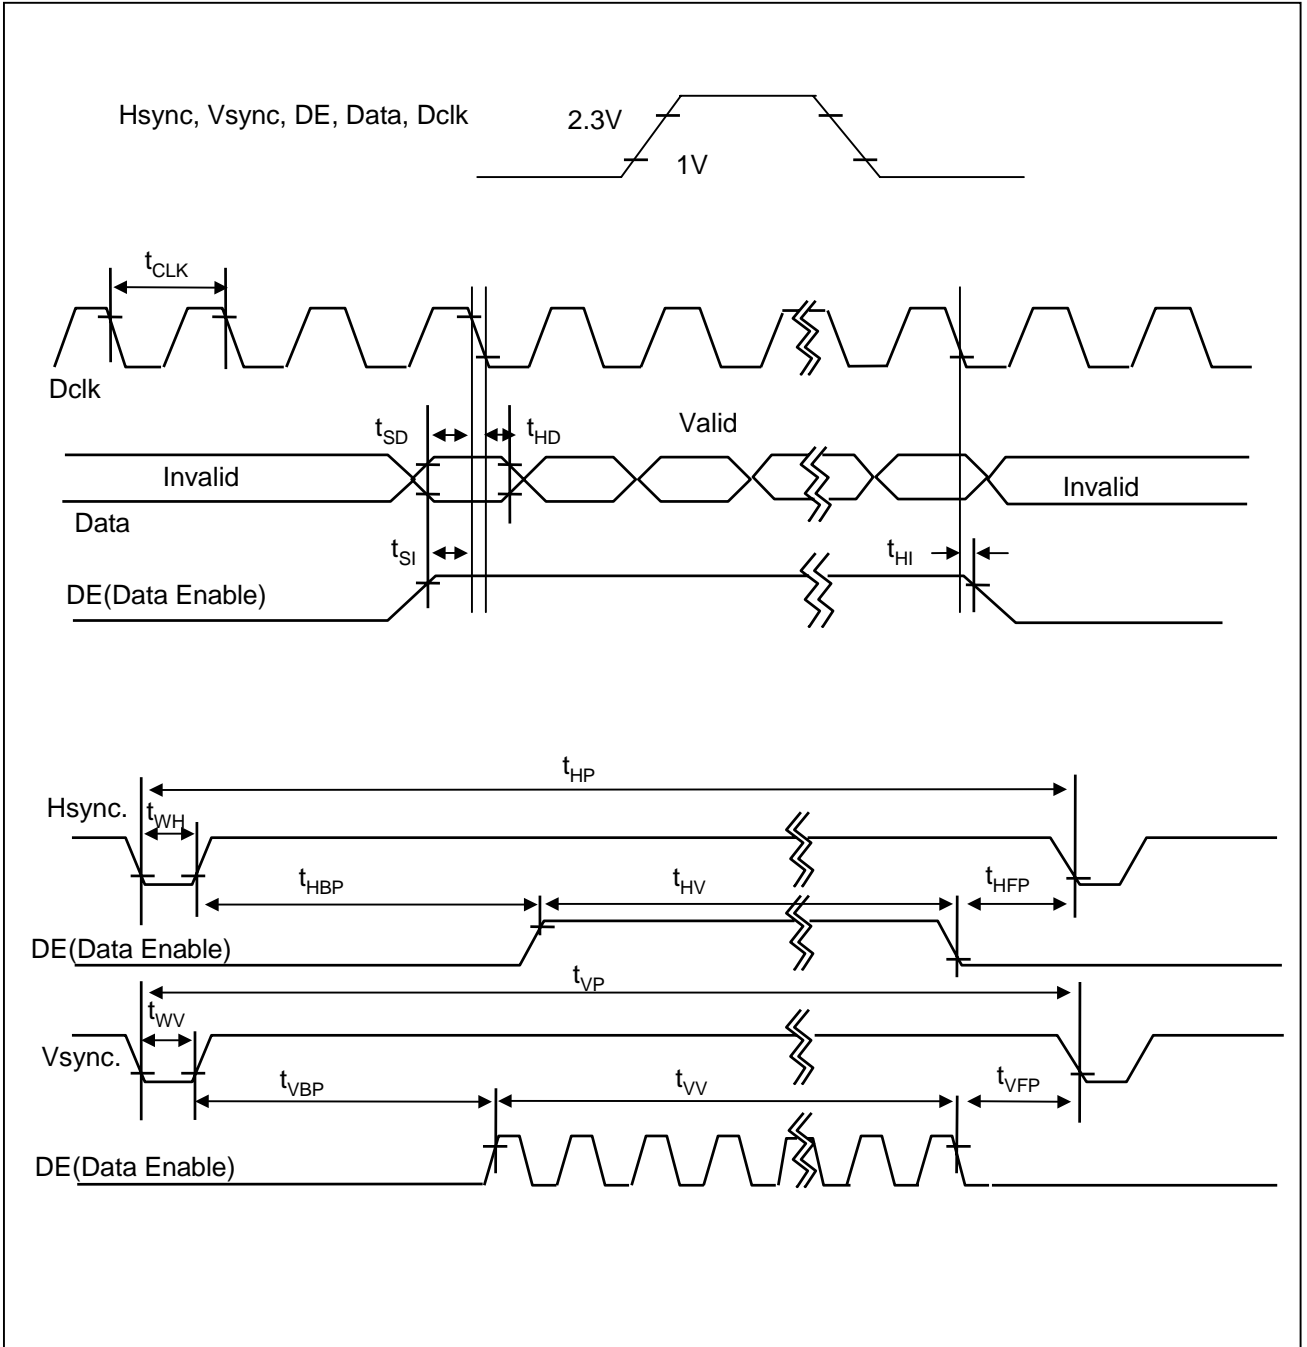 Hsync, Vsync, DE, Data, Dclk
2.3V
1V
tCLK
Dclk
tSD
tHD
Valid
Invalid
Invalid
Data
tSI
tHI
DE(Data Enable)
tHP
Hsync.
tWH
tHBP
tHV
tHFP
DE(Data Enable)
tVP
tWV
Vsync.
tVBP
tVV
tVFP
DE(Data Enable)